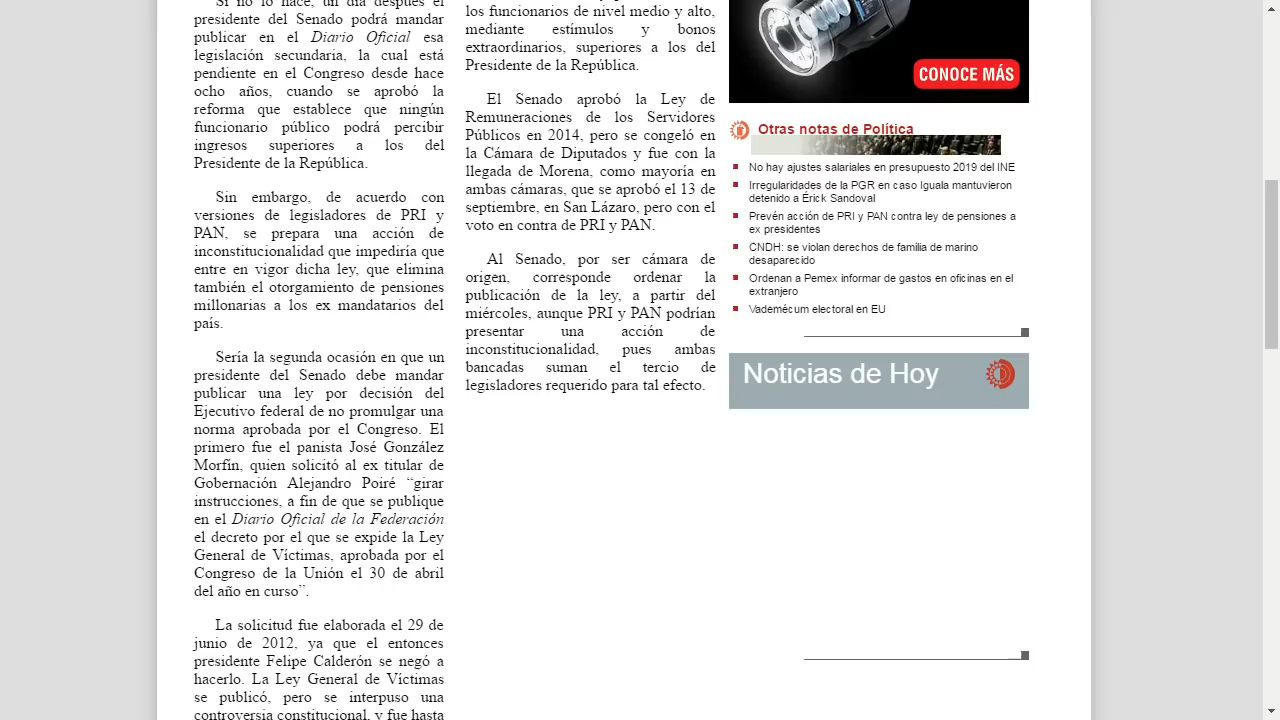 Si no lo hace, un día después el
presidente del Senado podrá mandar
publicar en el Diario Oficial esa
legislación secundaria, la cual está
pendiente en el Congreso desde hace
ocho años, cuando se aprobó la
reforma que establece que ningún
funcionario público podrá percibir
ingresos superiores a los del
Presidente de la República.
Sin embargo, de acuerdo con
versiones de legisladores de PRI y
PAN, se prepara una acción de
inconstitucionalidad que impediría que
entre en vigor dicha ley, que elimina
también el otorgamiento de pensiones
millonarias a los ex mandatarios del
país.
Sería la segunda ocasión en que un
presidente del Senado debe mandar
publicar una ley por decisión del
Ejecutivo federal de no promulgar una
norma aprobada por el Congreso. El
primero fue el panista José González
Morfín, quien solicitó al ex titular de
Gobernación Alejandro Poiré “girar
instrucciones, a fin de que se publique
en el Diario Oficial de la Federación
el decreto por el que se expide la Ley
General de Víctimas, aprobada por el
Congreso de la Unión el 30 de abril
del año en curso”.
La solicitud fue elaborada el 29 de
junio de 2012, ya que el entonces
presidente Felipe Calderón se negó a
hacerlo. La Ley General de Víctimas
se publicó, pero se interpuso una
controversia constitucional, y fue hasta
los funcionarios de nivel medio y alto,
mediante estímulos y bonos
extraordinarios, superiores a los del
Presidente de la República.
El Senado aprobó la Ley de
Remuneraciones de los Servidores
Públicos en 2014, pero se congeló en
la Cámara de Diputados y fue con la
llegada de Morena, como mayoría en
ambas cámaras, que se aprobó el 13 de
septiembre, en San Lázaro, pero con el
voto en contra de PRI y PAN.
Al Senado, por ser cámara de
origen, corresponde ordenar la
publicación de la ley, a partir del
miércoles, aunque PRI y PAN podrían
presentar una acción de
inconstitucionalidad, pues ambas
bancadas suman el tercio de
legisladores requerido para tal efecto.
CONOCE MÁS
Otras notas de Política
No hay ajustes salariales en presupuesto 2019 del INE
Irregularidades de la PGR en caso Iguala mantuvieron
detenido a Érick Sandoval
Prevén acción de PRI y PAN contra ley de pensiones a
ex presidentes
CNDH: se violan derechos de familia de marino
desaparecido
Ordenan a Pemex informar de gastos en oficinas en el
extranjero
Vademécum electoral en EU
Noticias de Hoy